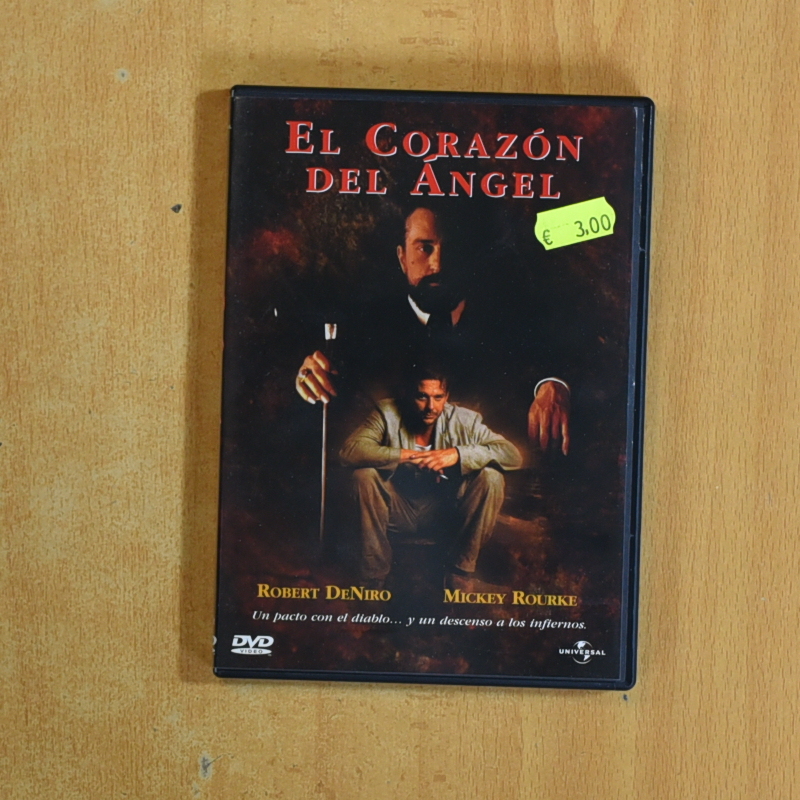 EL CORAZÓN
DEL ÁNGEL
€ 3,00
ROBERT DENIRO MICKEY ROURKE
Un pacto con el diablo... y un descenso a los infiernos.
DVD
VIDEO
UNIVERSAL